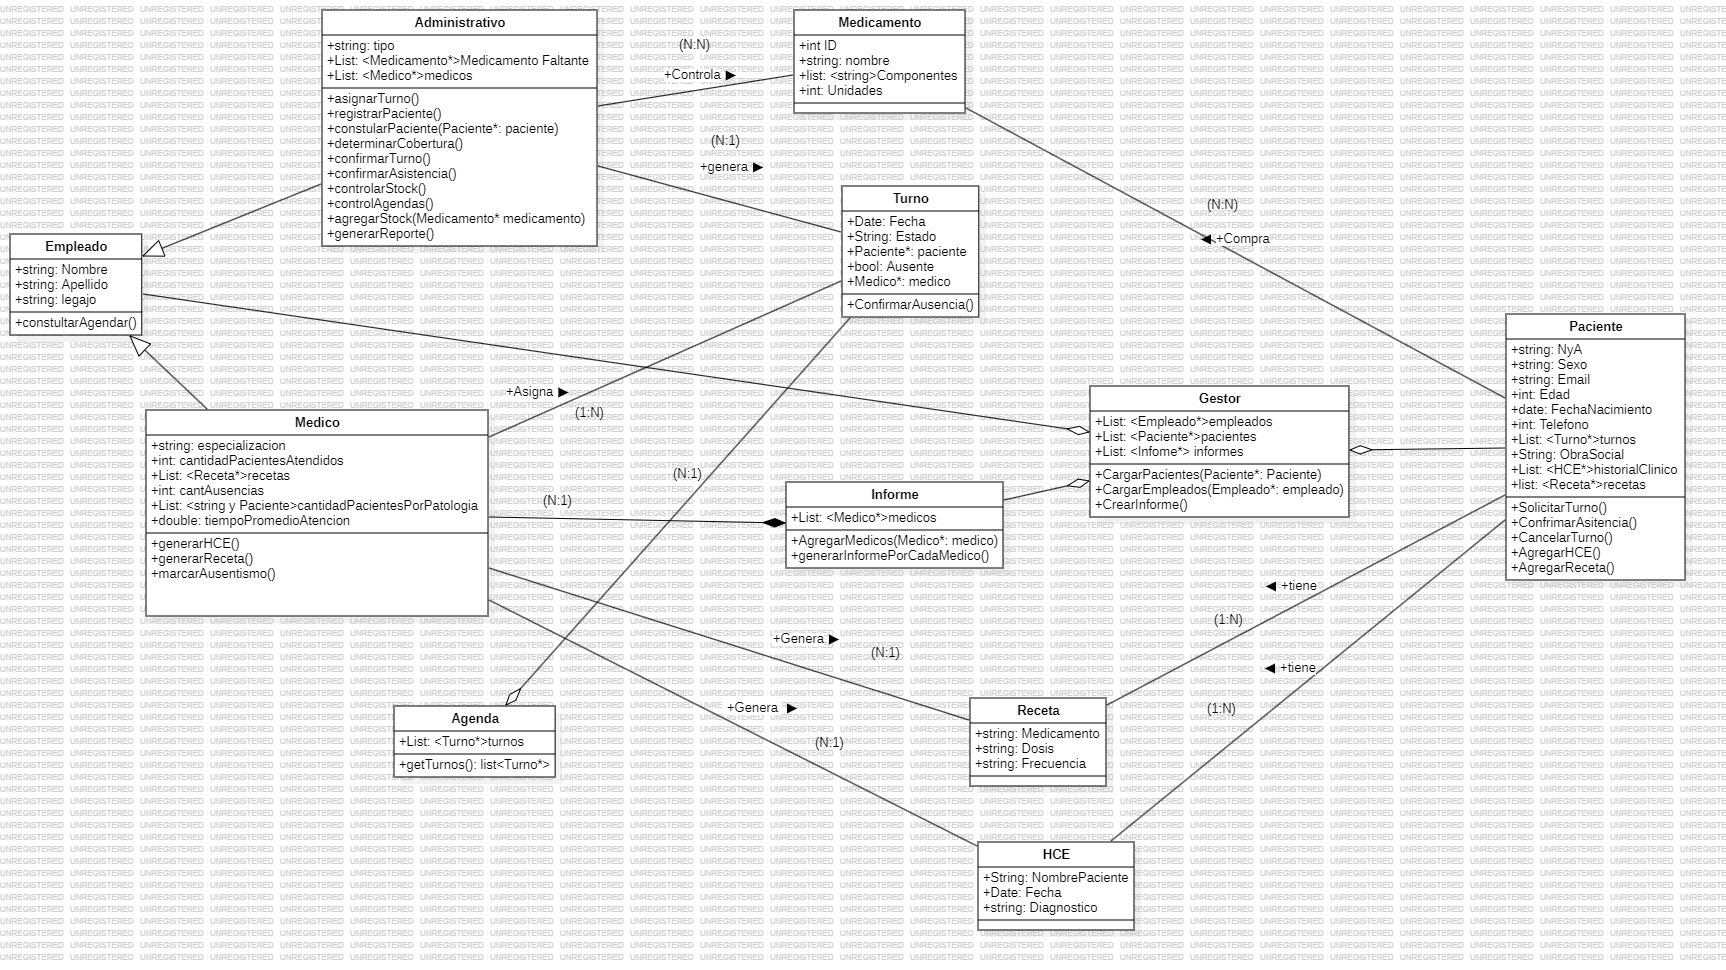 Administrativo
+string: tipo
+List: <Medicamento*>Medicamento Faltante
+List: <Medico*>medicos
+asignarTurno()
+registrarPaciente()
+constularPaciente(Paciente*: paciente)
+determinarCobertura()
+confirmarTurno()
+confirmarAsistencia()
+controlarStock()
+controlAgendas()
+agregarStock(Medicamento* medicamento)
+generarReporte()
(N:N)
+Controla ►
Medicamento
+int ID
+string: nombre
+list: <string>Componentes
+int: Unidades
(N:1)
+genera ►
Turno
+Date: Fecha
+String: Estado
+Paciente*: paciente
+bool: Ausente
+Medico*: medico
+ConfirmarAusencia()
(N:N)
◄ +Compra
Empleado
+string: Nombre
+string: Apellido
+string: legajo
+constultarAgendar()
Paciente
+string: NyA
+string: Sexo
+string: Email
+int: Edad
+date: FechaNacimiento
+int: Telefono
+List: <Turno*>turnos
+String: ObraSocial
+List: <HCE*>historialClinico
+list: <Receta*>recetas
+SolicitarTurno()
+ConfrimarAsitencia()
+CancelarTurno()
+AgregarHCE()
+AgregarReceta()
+Asigna ►
(1:N)
Gestor
+List: <Empleado*>empleados
+List: <Paciente*>pacientes
+List: <Infome*> informes
+CargarPacientes(Paciente*: Paciente)
+CargarEmpleados(Empleado*: empleado)
+CrearInforme()
Medico
+string: especializacion
+int: cantidadPacientesAtendidos
+List: <Receta*>recetas
+int: cantAusencias
+List: <string y Paciente>cantidadPacientesPorPatologia
+double: tiempoPromedioAtencion
+generarHCE()
+generarReceta()
+marcarAusentismo()
(N:1)
(N:1)
Informe
+List: <Medico*>medicos
+AgregarMedicos(Medico*: medico)
+generarInformePorCadaMedico()
◄ +tiene
(1:N)
+Genera ►
(N:1)
◄ +tiene
(1:N)
+Genera ►
(N:1)
Agenda
+List: <Turno*>turnos
+getTurnos(): list<Turno*>
Receta
+string: Medicamento
+string: Dosis
+string: Frecuencia
HCE
+String: NombrePaciente
+Date: Fecha
+string: Diagnostico
UNREGISTERED